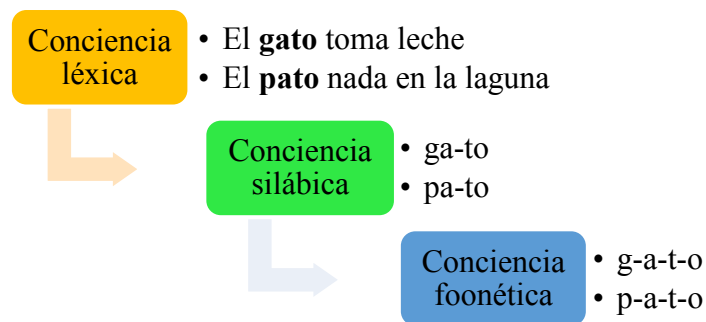 Conciencia
léxica
• El gato toma leche
• El pato nada en la laguna
Conciencia
silábica
• ga-to
• pa-to
Conciencia
foonética
• g-a-t-o
• p-a-t-o